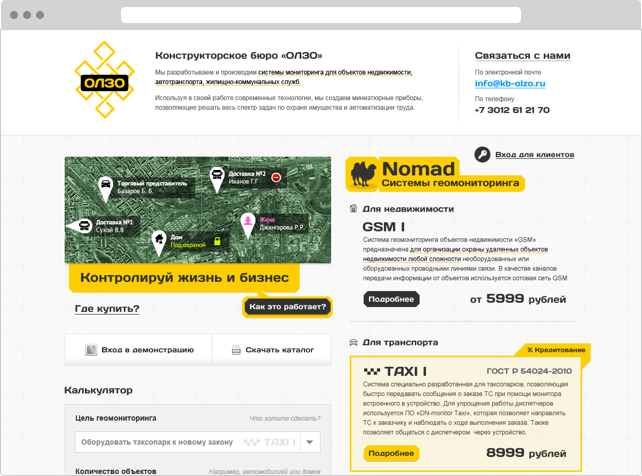 ОЛЗО
Конструкторское бюро «ОЛЗО»
Мы разработываем и производим системы мониторинга для объектов недвижимости,
автотранспорта, жилищно-коммунальных служб.
Используя в своей работе современные технологии, мы создаем миниатюрные приборы,
позволяющие решать весь спектр задач по охране имущества и автоматизации труда.
Связаться с нами
По электронной почте
info@kb-olzo.ru
По телефону
+7 3012 61 21 70
Вход для клиентов
Торговый представитель
Базаров Б. Б.
Доставка №2
Иванов Г.Г
Доставка №1
Сухой В.В
Дом
Под охраной
Жена
Джангарова Р.Р.
Контролируй жизнь и бизнес
Где купить?
Как это работает?
Вход в демонстрацию
Скачать каталог
Калькулятор
Цель геомониторинга
Что хотите сделать?
Оборудовать таксопарк к новому закону
TAXI I
Количество объектов
Например, автомобилей или домов
Nomad
Системы геомониторинга
Для недвижимости
GSM I
Система геомониторинга объектов недвижимости «GSM»
предназначена для организации охраны удаленных объектов
недвижимости любой сложности необорудованных или
оборудованных проводными линиями связи. В качестве каналов
передачи информации от объектов используется сотовая сеть GSM.
Подробнее
от 5999 рублей
Для транспорта
% Кредитование
TAXI I
ГОСТ Р 54024-2010
Система специально разработанная для таксопарков, позволяющая
быстро передавать сообщения о заказе ТС при помощи монитора
встроенного в устройство. Для упрощения работы диспетчеров
используется ПО «ON-monitor Taxi», которая позволяет направлять
ТС к заказчику и наблюдать о ходе выполнения заказа. Также
позволяет общаться с диспетчером через устройство.
Подробнее
8999 рублей